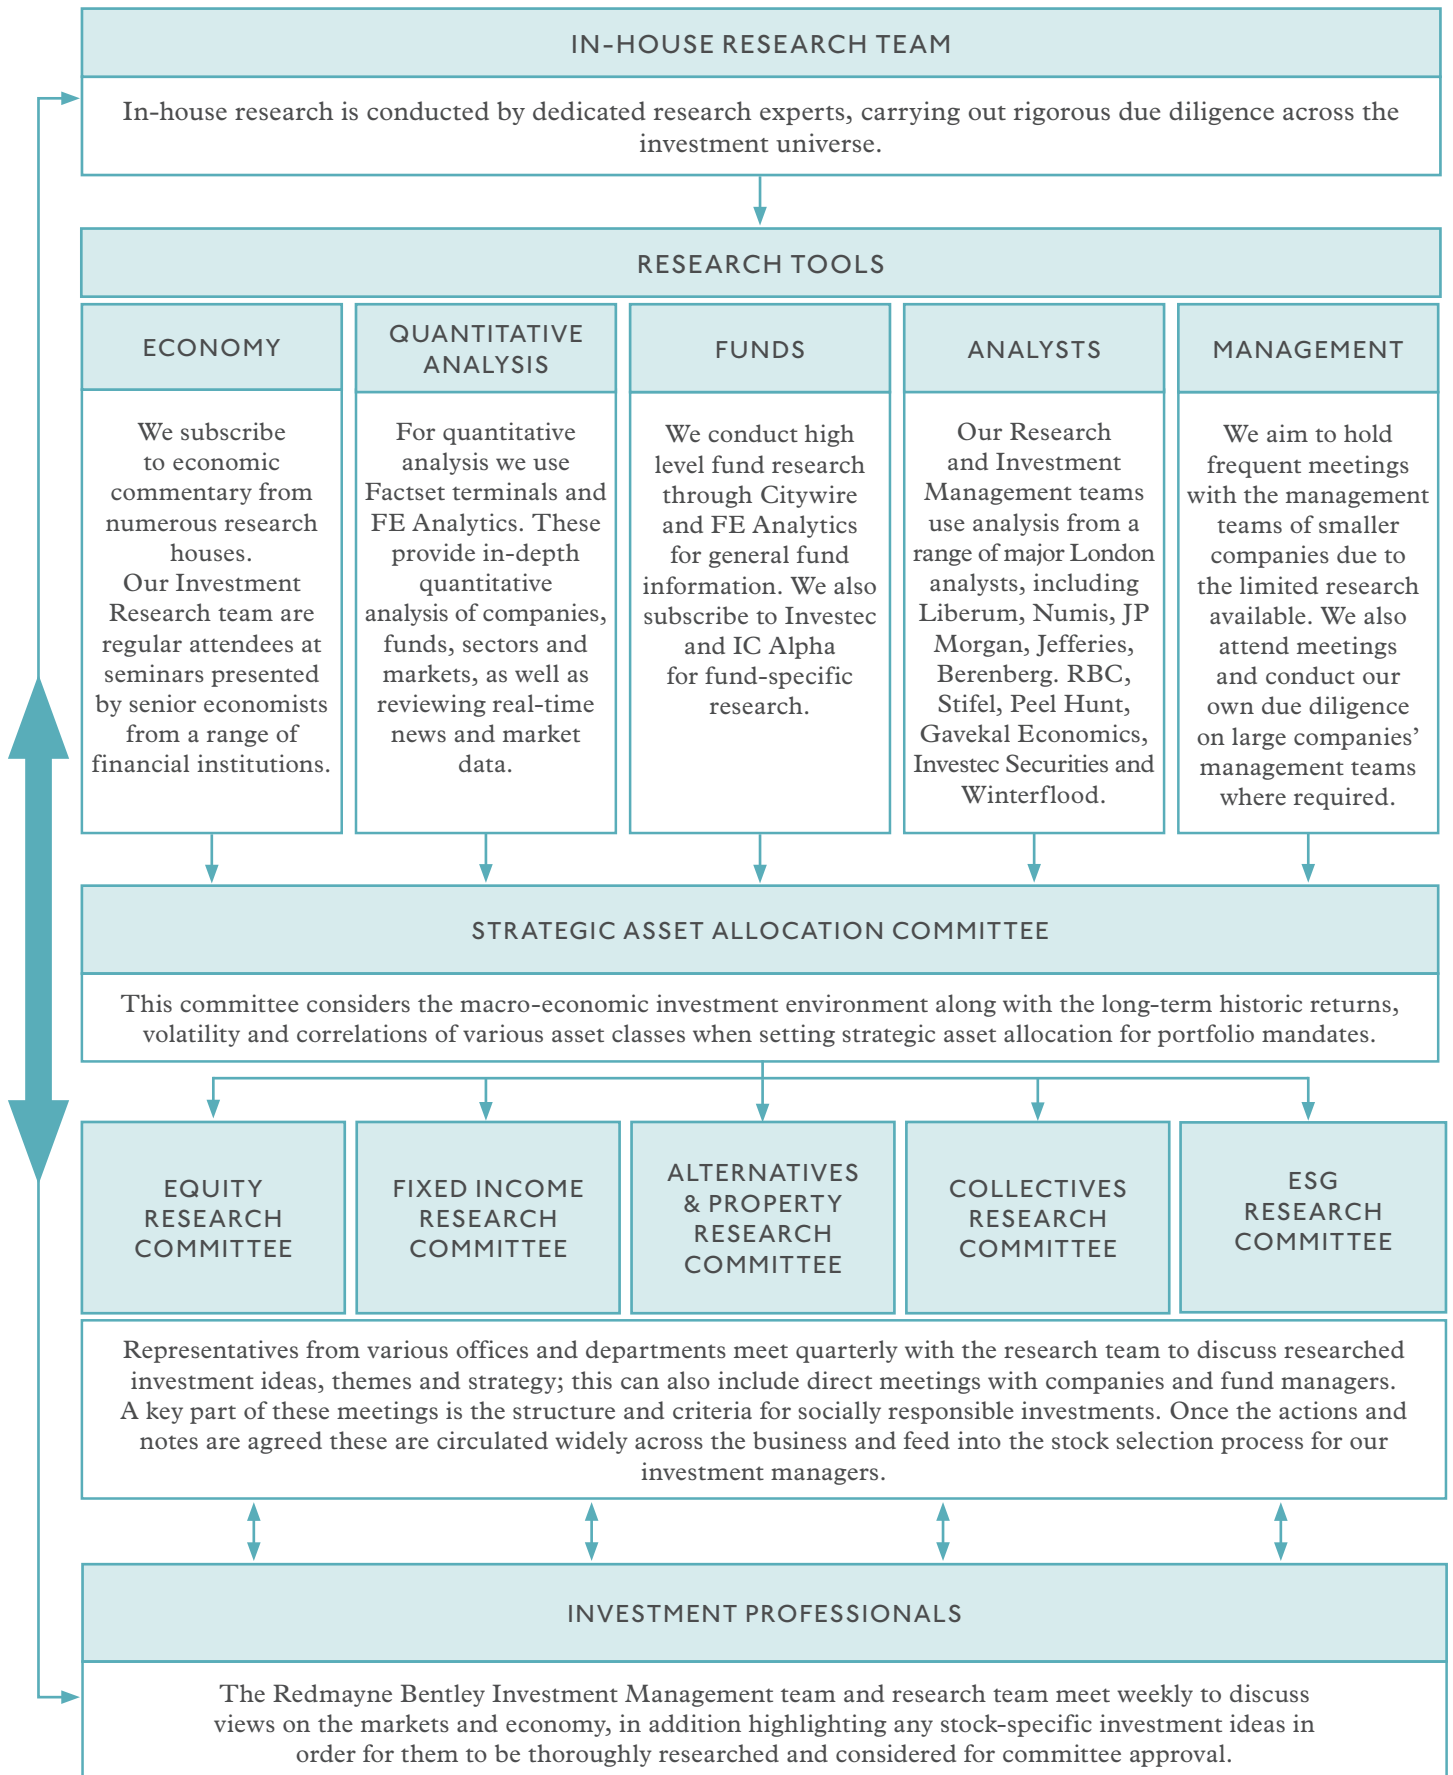 IN-HOUSE RESEARCH TEAM
In-house research is conducted by dedicated research experts, carrying out rigorous due diligence across the
investment universe.
RESEARCH TOOLS
ECONOMY
We subscribe
to economic
commentary from
numerous research
houses.
Our Investment
Research team are
regular attendees at
seminars presented
by senior economists
from a range of
financial institutions.
QUANTITATIVE
ANALYSIS
For quantitative
analysis we use
Factset terminals and
FE Analytics. These
provide in-depth
quantitative
analysis of companies,
funds, sectors and
markets, as well as
reviewing real-time
news and market
data.
FUNDS
We conduct high
level fund research
through Citywire
and FE Analytics
for general fund
information. We also
subscribe to Investec
and IC Alpha
for fund-specific
research.
ANALYSTS
Our Research
and Investment
Management teams
use analysis from a
range of major London
analysts, including
Liberum, Numis, JP
Morgan, Jefferies,
Berenberg. RBC,
Stifel, Peel Hunt,
Gavekal Economics,
Investec Securities and
Winterflood.
MANAGEMENT
We aim to hold
frequent meetings
with the management
teams of smaller
companies due to
the limited research
available. We also
attend meetings
and conduct our
own due diligence
on large companies’
management teams
where required.
STRATEGIC ASSET ALLOCATION COMMITTEE
This committee considers the macro-economic investment environment along with the long-term historic returns,
volatility and correlations of various asset classes when setting strategic asset allocation for portfolio mandates.
EQUITY
RESEARCH
COMMITTEE
FIXED INCOME
RESEARCH
COMMITTEE
ALTERNATIVES
& PROPERTY
RESEARCH
COMMITTEE
COLLECTIVES
RESEARCH
COMMITTEE
ESG
RESEARCH
COMMITTEE
Representatives from various offices and departments meet quarterly with the research team to discuss researched
investment ideas, themes and strategy; this can also include direct meetings with companies and fund managers.
A key part of these meetings is the structure and criteria for socially responsible investments. Once the actions and
notes are agreed these are circulated widely across the business and feed into the stock selection process for our
investment managers.
INVESTMENT PROFESSIONALS
The Redmayne Bentley Investment Management team and research team meet weekly to discuss
views on the markets and economy, in addition highlighting any stock-specific investment ideas in
order for them to be thoroughly researched and considered for committee approval.